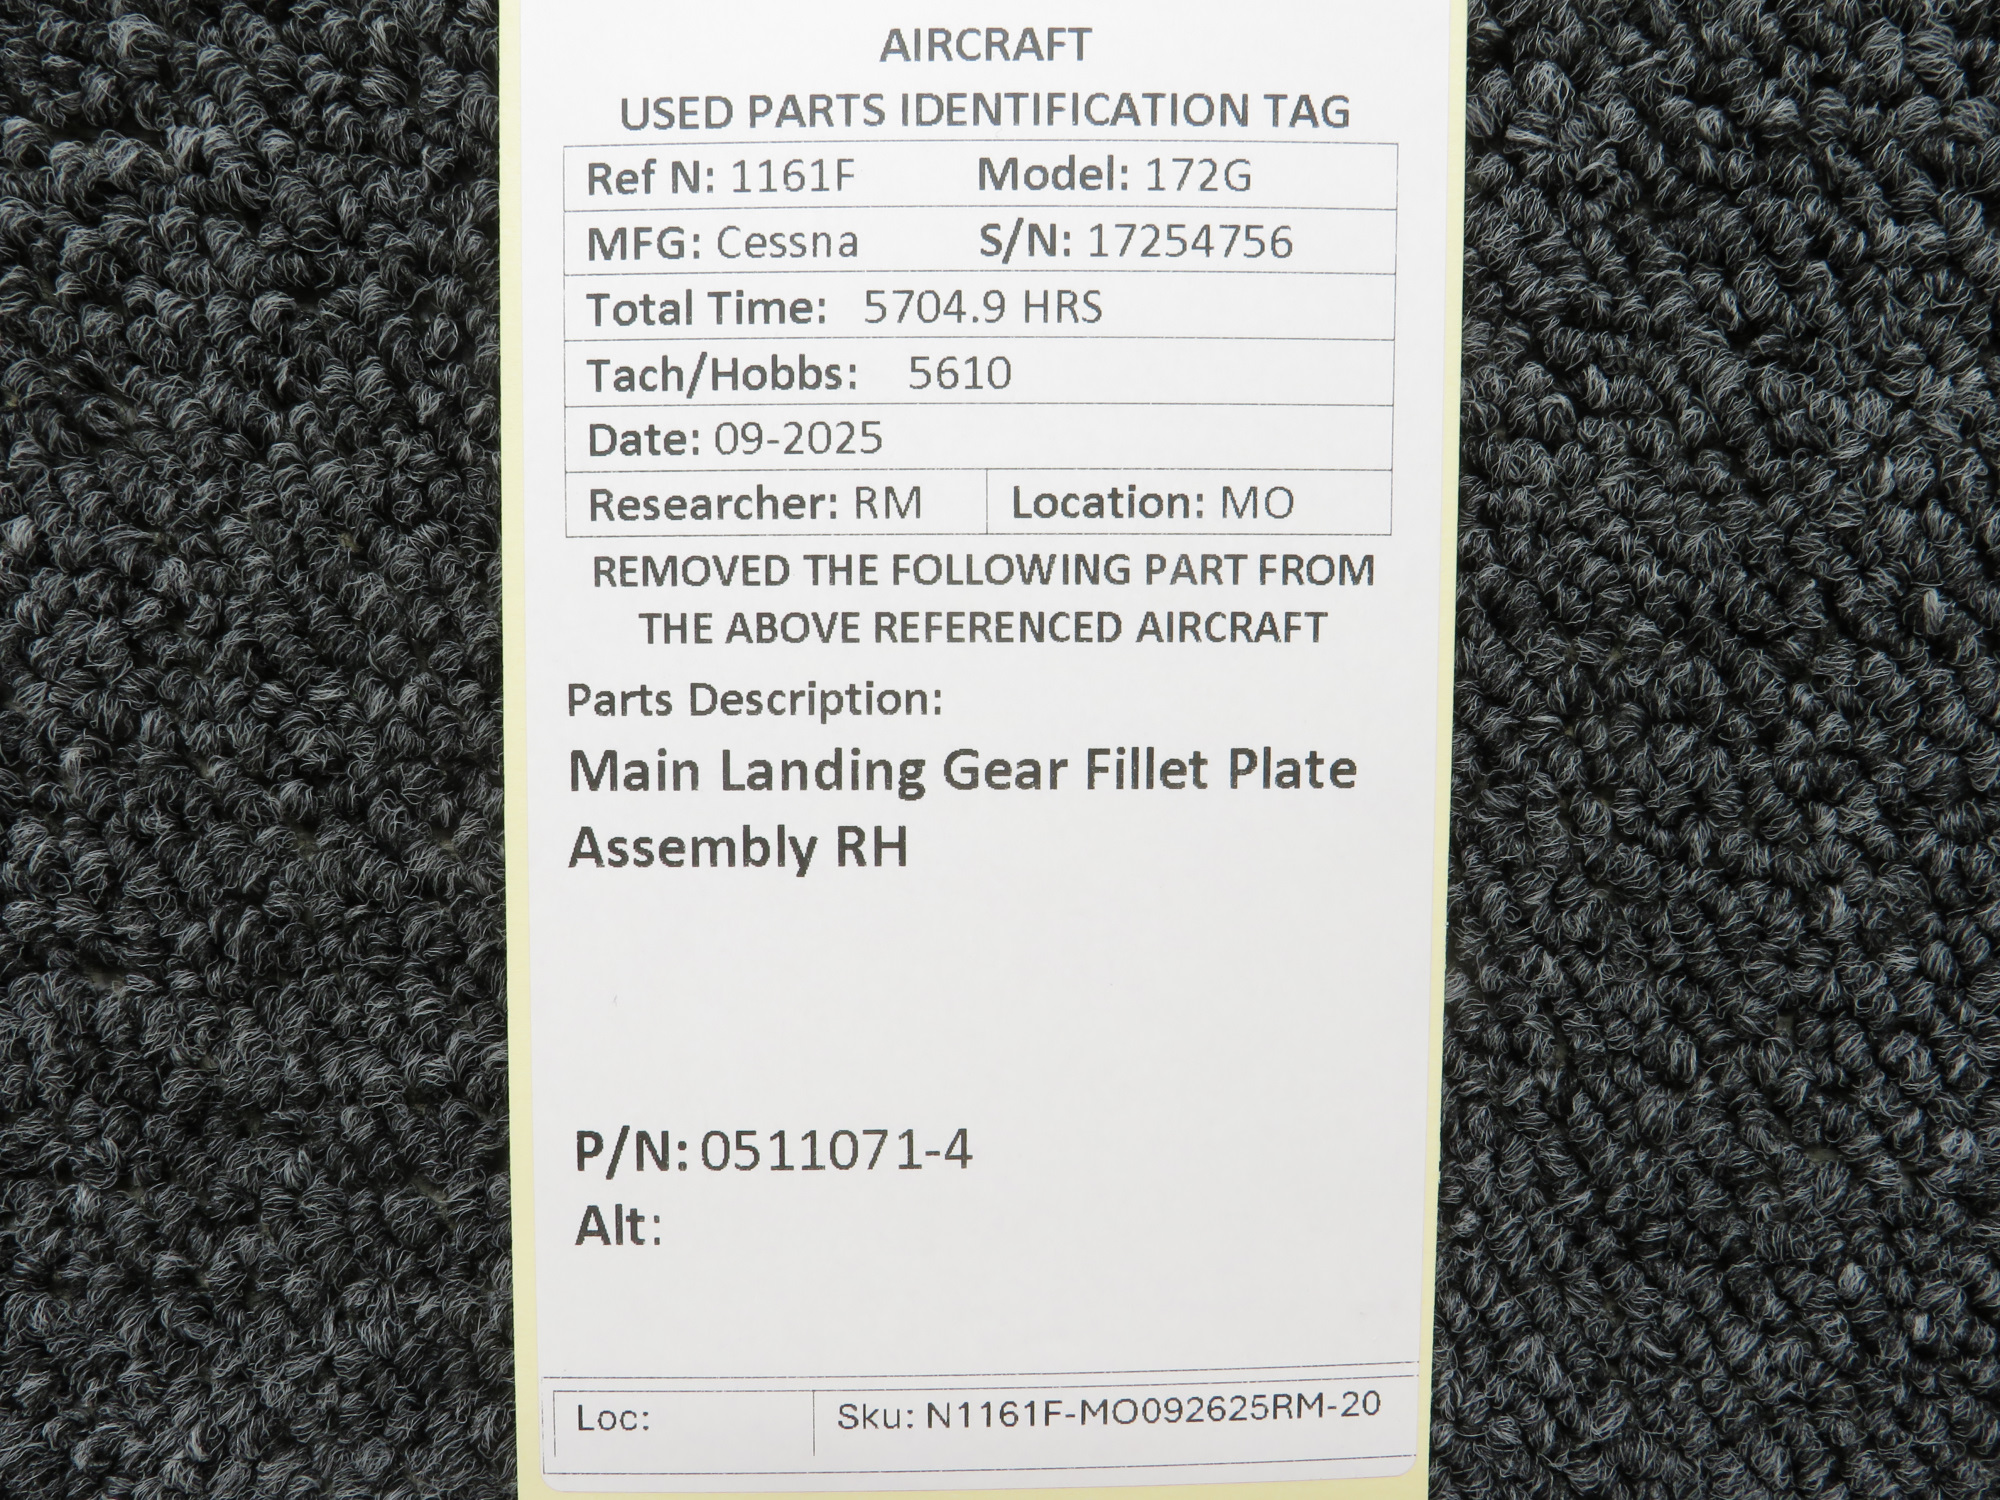 AIRCRAFT
USED PARTS IDENTIFICATION TAG
Ref N: 1161F Model: 172G
MFG: Cessna S/N: 17254756
Total Time: 5704.9 HRS
Tach/Hobbs: 5610
Date: 09-2025
Researcher: RM Location: MO
REMOVED THE FOLLOWING PART FROM
THE ABOVE REFERENCED AIRCRAFT
Parts Description:
Main Landing Gear Fillet Plate
Assembly RH
P/N: 0511071-4
Alt:
Loc: Sku: N1161F-MO092625RM-20